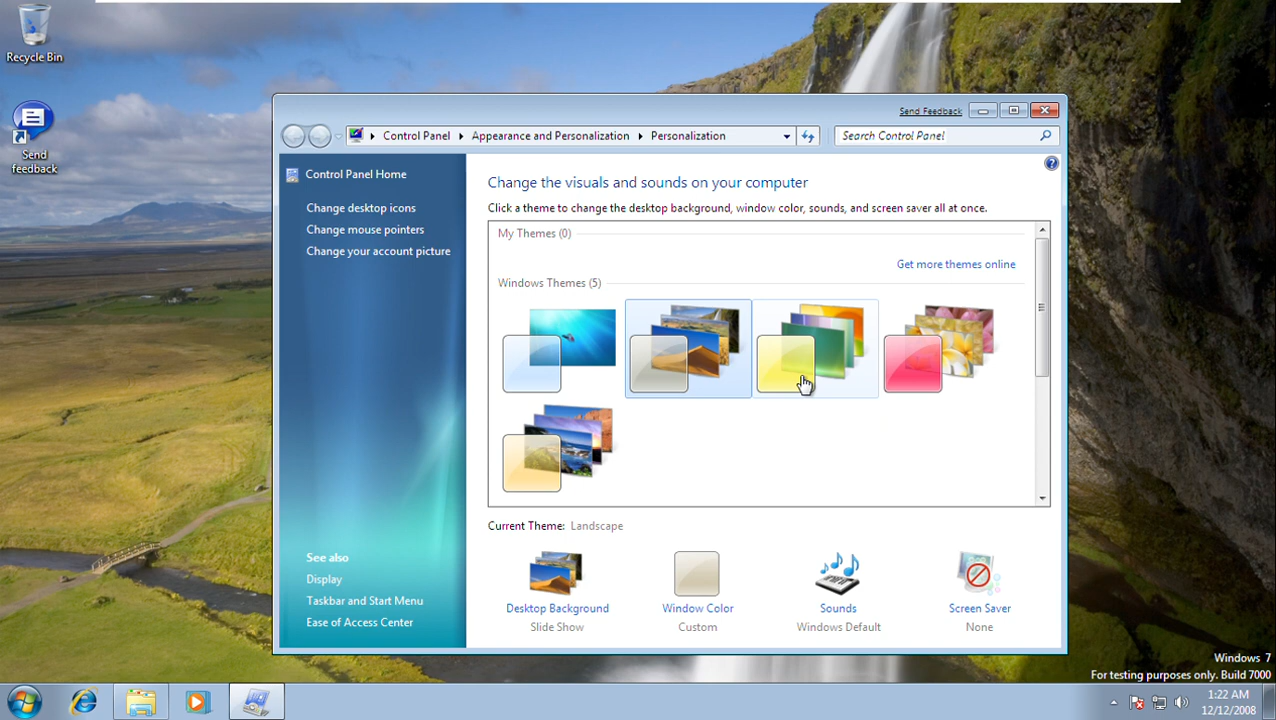 Recycle Bin
Send
feedback
Send Feedback
Control Panel
Appearance and Personalization
Personalization
Search Control Panel
Control Panel Home
Change desktop icons
Change mouse pointers
Change your account picture
See also
Display
Taskbar and Start Menu
Ease of Access Center
Change the visuals and sounds on your computer
Click a theme to change the desktop background, window color, sounds, and screen saver all at once.
My Themes (0)
Get more themes online
Windows Themes (5)
Current Theme: Landscape
Desktop Background
Slide Show
Window Color
Custom
Sounds
Windows Default
Screen Saver
None
Windows 7
For testing purposes only. Build 7000
1:22 AM
12/12/2008